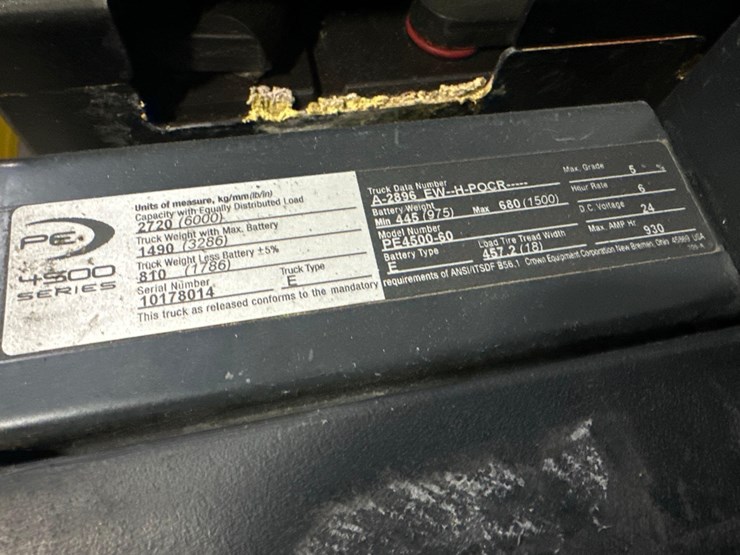 PE
4500
SERIES
Units of measure, kg/mm/(lb/in)
Capacity with Equally Distributed Load
2720 (6000)
Truck Weight with Max. Battery
1490 (3286)
Truck Weight Less Battery ±5%
810 (1786)
Serial Number Truck Type
10178014 E
Truck Data Number Max. Grade
A-2896 EW--H-POCR----- 5 %
Battery Weight Hour Rate
Min 445 (975) Max 680 (1500) 6
Model Number D.C. Voltage
PE4500-60 24
Battery Type Load Tire Tread Width Max. AMP Hr.
E 457.2 (18) 930
This truck as released conforms to the mandatory requirements of ANSI/ITSDF B56.1 Crown Equipment Corporation New Bremen, Ohio 45869 USA